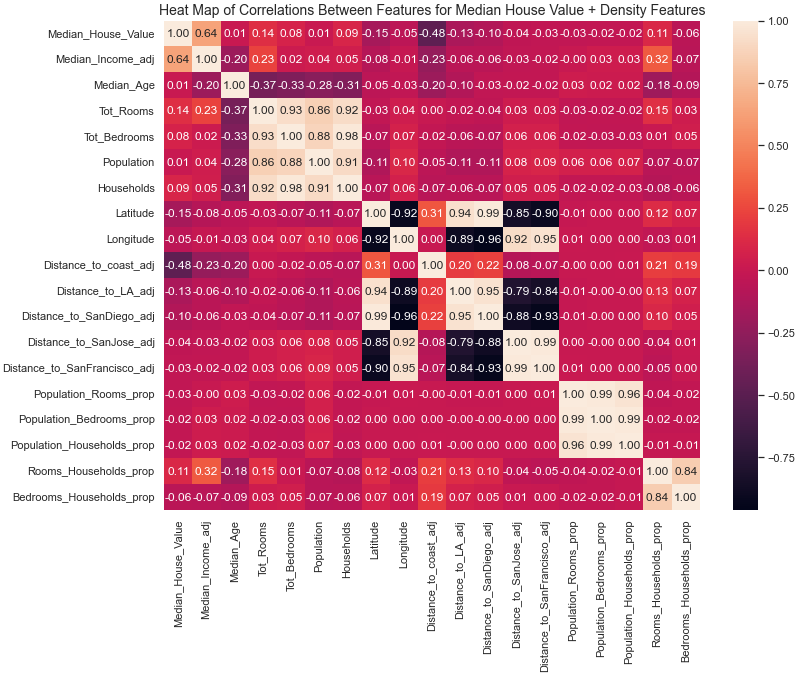 Heat Map of Correlations Between Features for Median House Value + Density Features
Median_House_Value 1.00 0.64 0.01 0.14 0.08 0.01 0.09 -0.15 -0.05 -0.48 -0.13 -0.10 -0.04 -0.03 -0.03 -0.02 -0.02 0.11 -0.06
Median_Income_adj 0.64 1.00 -0.20 0.23 0.02 0.04 0.05 -0.08 -0.01 -0.23 -0.06 -0.06 -0.03 -0.02 -0.00 0.03 0.03 0.32 -0.07
Median_Age 0.01 -0.20 1.00 -0.37 -0.33 -0.28 -0.31 -0.05 -0.03 -0.20 -0.10 -0.03 -0.02 -0.02 0.03 0.02 0.02 -0.18 -0.09
Tot_Rooms 0.14 0.23 -0.37 1.00 0.93 0.86 0.92 -0.03 0.04 0.00 -0.02 -0.04 0.03 0.03 -0.03 -0.02 -0.02 0.15 0.03
Tot_Bedrooms 0.08 0.02 -0.33 0.93 1.00 0.88 0.98 -0.07 0.07 -0.02 -0.06 -0.07 0.06 0.06 -0.02 -0.03 -0.03 0.01 0.05
Population 0.01 0.04 -0.28 0.86 0.88 1.00 0.91 -0.11 0.10 -0.05 -0.11 -0.11 0.08 0.09 0.06 0.06 0.07 -0.07 -0.07
Households 0.09 0.05 -0.31 0.92 0.98 0.91 1.00 -0.07 0.06 -0.07 -0.06 -0.07 0.05 0.05 -0.02 -0.02 -0.03 -0.08 -0.06
Latitude -0.15 -0.08 -0.05 -0.03 -0.07 -0.11 -0.07 1.00 -0.92 0.31 0.94 0.99 -0.85 -0.90 -0.01 0.00 0.00 0.12 0.07
Longitude -0.05 -0.01 -0.03 0.04 0.07 0.10 0.06 -0.92 1.00 0.00 -0.89 -0.96 0.92 0.95 0.01 0.00 0.00 -0.03 0.01
Distance_to_coast_adj -0.48 -0.23 -0.20 0.00 -0.02 -0.05 -0.07 0.31 0.00 1.00 0.20 0.22 -0.08 -0.07 -0.00 0.00 0.01 0.21 0.19
Distance_to_LA_adj -0.13 -0.06 -0.10 -0.02 -0.06 -0.11 -0.06 0.94 -0.89 0.20 1.00 0.95 -0.79 -0.84 -0.01 -0.00 -0.00 0.13 0.07
Distance_to_SanDiego_adj -0.10 -0.06 -0.03 -0.04 -0.07 -0.11 -0.07 0.99 -0.96 0.22 0.95 1.00 -0.88 -0.93 -0.01 -0.00 0.00 0.10 0.05
Distance_to_SanJose_adj -0.04 -0.03 -0.02 0.03 0.06 0.08 0.05 -0.85 0.92 -0.08 -0.79 -0.88 1.00 0.99 0.00 0.00 0.00 -0.04 0.01
Distance_to_SanFrancisco_adj -0.03 -0.02 -0.02 0.03 0.06 0.09 0.05 -0.90 0.95 -0.07 -0.84 -0.93 0.99 1.00 0.01 0.00 0.00 -0.05 0.00
Population_Rooms_prop -0.03 -0.00 0.03 -0.03 -0.02 0.06 -0.02 -0.01 0.01 -0.00 -0.01 -0.01 0.00 0.01 1.00 0.99 0.96 -0.04 -0.02
Population_Bedrooms_prop -0.02 0.03 0.02 -0.02 -0.03 0.06 -0.02 0.00 0.00 0.00 -0.00 -0.00 0.00 0.00 0.99 1.00 0.99 -0.02 -0.02
Population_Households_prop -0.02 0.03 0.02 -0.02 -0.03 0.07 -0.03 0.00 0.00 0.01 -0.00 0.00 0.00 0.00 0.96 0.99 1.00 -0.01 -0.01
Rooms_Households_prop 0.11 0.32 -0.18 0.15 0.01 -0.07 -0.08 0.12 -0.03 0.21 0.13 0.10 -0.04 -0.05 -0.04 -0.02 -0.01 1.00 0.84
Bedrooms_Households_prop -0.06 -0.07 -0.09 0.03 0.05 -0.07 -0.06 0.07 0.01 0.19 0.07 0.05 0.01 0.00 -0.02 -0.02 -0.01 0.84 1.00
Median_House_Value
Median_Income_adj
Median_Age
Tot_Rooms
Tot_Bedrooms
Population
Households
Latitude
Longitude
Distance_to_coast_adj
Distance_to_LA_adj
Distance_to_SanDiego_adj
Distance_to_SanJose_adj
Distance_to_SanFrancisco_adj
Population_Rooms_prop
Population_Bedrooms_prop
Population_Households_prop
Rooms_Households_prop
Bedrooms_Households_prop
1.00
0.75
0.50
0.25
0.00
-0.25
-0.50
-0.75